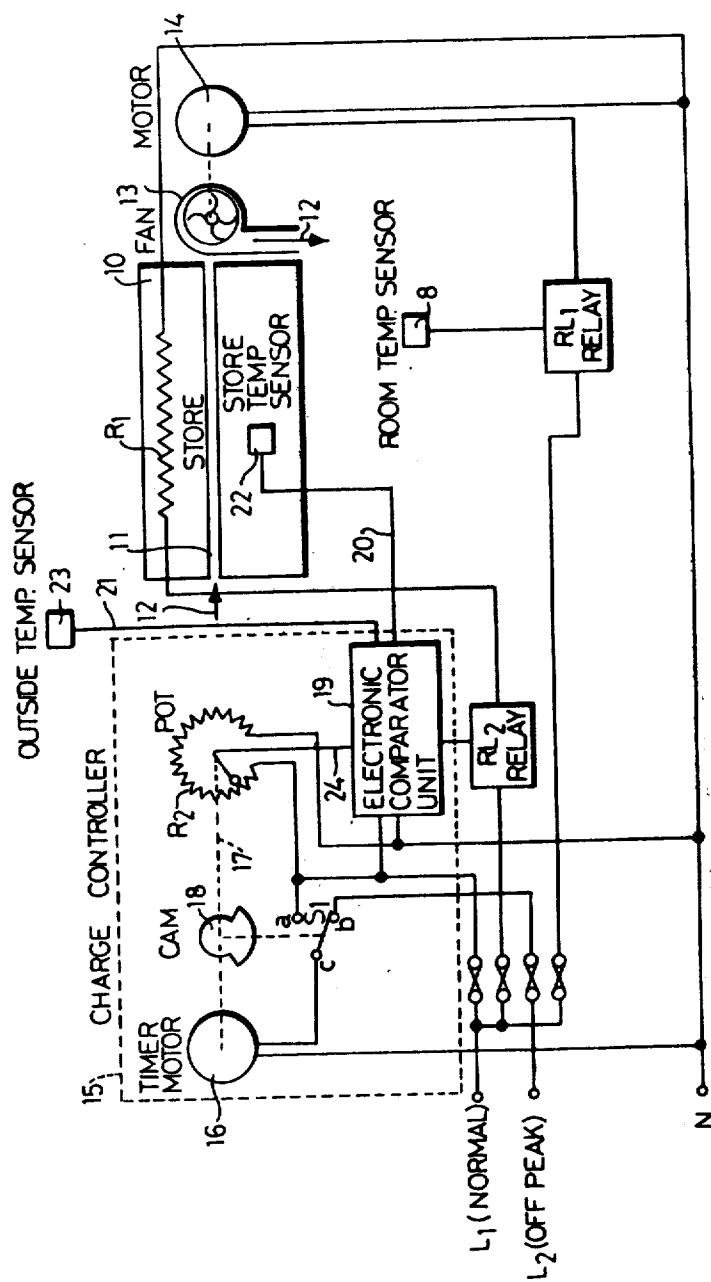 OUTSIDE TEMP. SENSOR
23
21
15
CHARGE CONTROLLER
TIMER
MOTOR
16
CAM
18
17
POT
R2
a
S1
b
c
24
19
ELECTRONIC
COMPARATOR
UNIT
12
11
10
R1
STORE
STORE
TEMP
SENSOR
22
20
FAN
13
12
MOTOR
14
ROOM TEMP. SENSOR
8
RL1
RELAY
RL2
RELAY
L1 (NORMAL)
L2 (OFF PEAK)
N